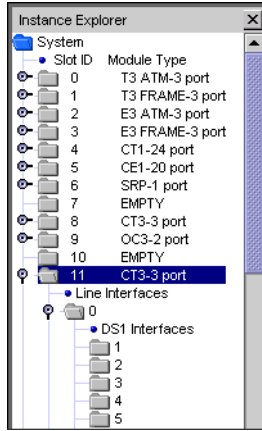 Instance Explorer
System
Slot ID Module Type
0 T3 ATM-3 port
1 T3 FRAME-3 port
2 E3 ATM-3 port
3 E3 FRAME-3 port
4 CT1-24 port
5 CE1-20 port
6 SRP-1 port
7 EMPTY
8 CT3-3 port
9 OC3-2 port
10 EMPTY
11 CT3-3 port
Line Interfaces
0
DS1 Interfaces
1
2
3
4
5